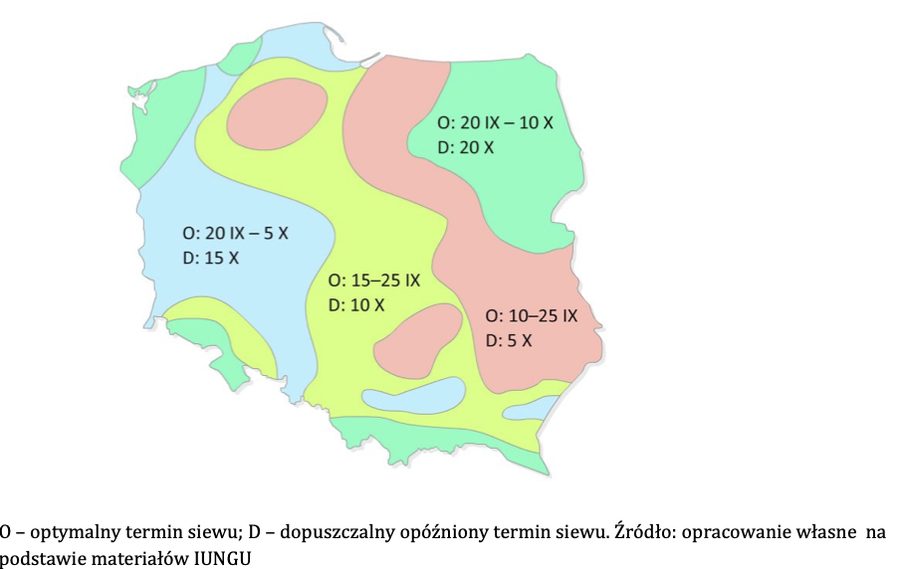 O: 20 IX – 10 X
D: 20 X
O: 20 IX – 5 X
D: 15 X
O: 15–25 IX
D: 10 X
O: 10–25 IX
D: 5 X
O – optymalny termin siewu; D – dopuszczalny opóźniony termin siewu. Źródło: opracowanie własne na
podstawie materiałów IUNGU